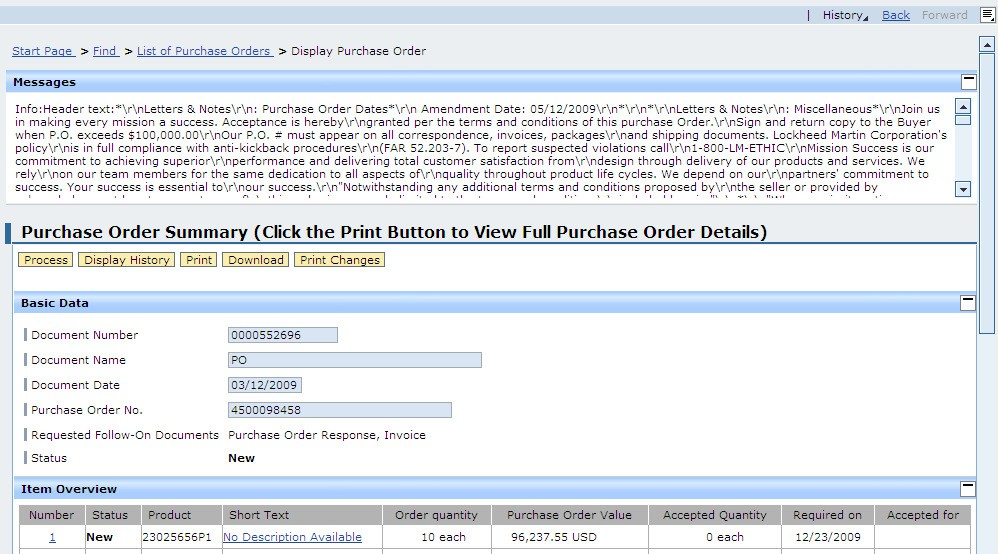 | History Back Forward
Start Page > Find > List of Purchase Orders > Display Purchase Order
Messages
Info:Header text:*\r\nLetters & Notes\r\n: Purchase Order Dates*\r\n Amendment Date: 05/12/2009\r\n*\r\n*\r\nLetters & Notes\r\n: Miscellaneous*\r\nJoin us
in making every mission a success. Acceptance is hereby\r\ngranted per the terms and conditions of this purchase Order.\r\nSign and return copy to the Buyer
when P.O. exceeds $100,000.00\r\nOur P.O. # must appear on all correspondence, invoices, packages\r\nand shipping documents. Lockheed Martin Corporation's
policy\r\nis in full compliance with anti-kickback procedures\r\n(FAR 52.203-7). To report suspected violations call\r\n1-800-LM-ETHIC\r\nMission Success is our
commitment to achieving superior\r\nperformance and delivering total customer satisfaction from\r\ndesign through delivery of our products and services. We
rely\r\non our team members for the same dedication to all aspects of\r\nquality throughout product life cycles. We depend on our\r\npartners' commitment to
success. Your success is essential to\r\nour success.\r\n"Notwithstanding any additional terms and conditions proposed by\r\nthe seller or provided by
Purchase Order Summary (Click the Print Button to View Full Purchase Order Details)
Process Display History Print Download Print Changes
Basic Data
Document Number 0000552696
Document Name PO
Document Date 03/12/2009
Purchase Order No. 4500098458
Requested Follow-On Documents Purchase Order Response, Invoice
Status New
Item Overview
Number Status Product Short Text Order quantity Purchase Order Value Accepted Quantity Required on Accepted for
1 New 23025656P1 No Description Available 10 each 96,237.55 USD 0 each 12/23/2009